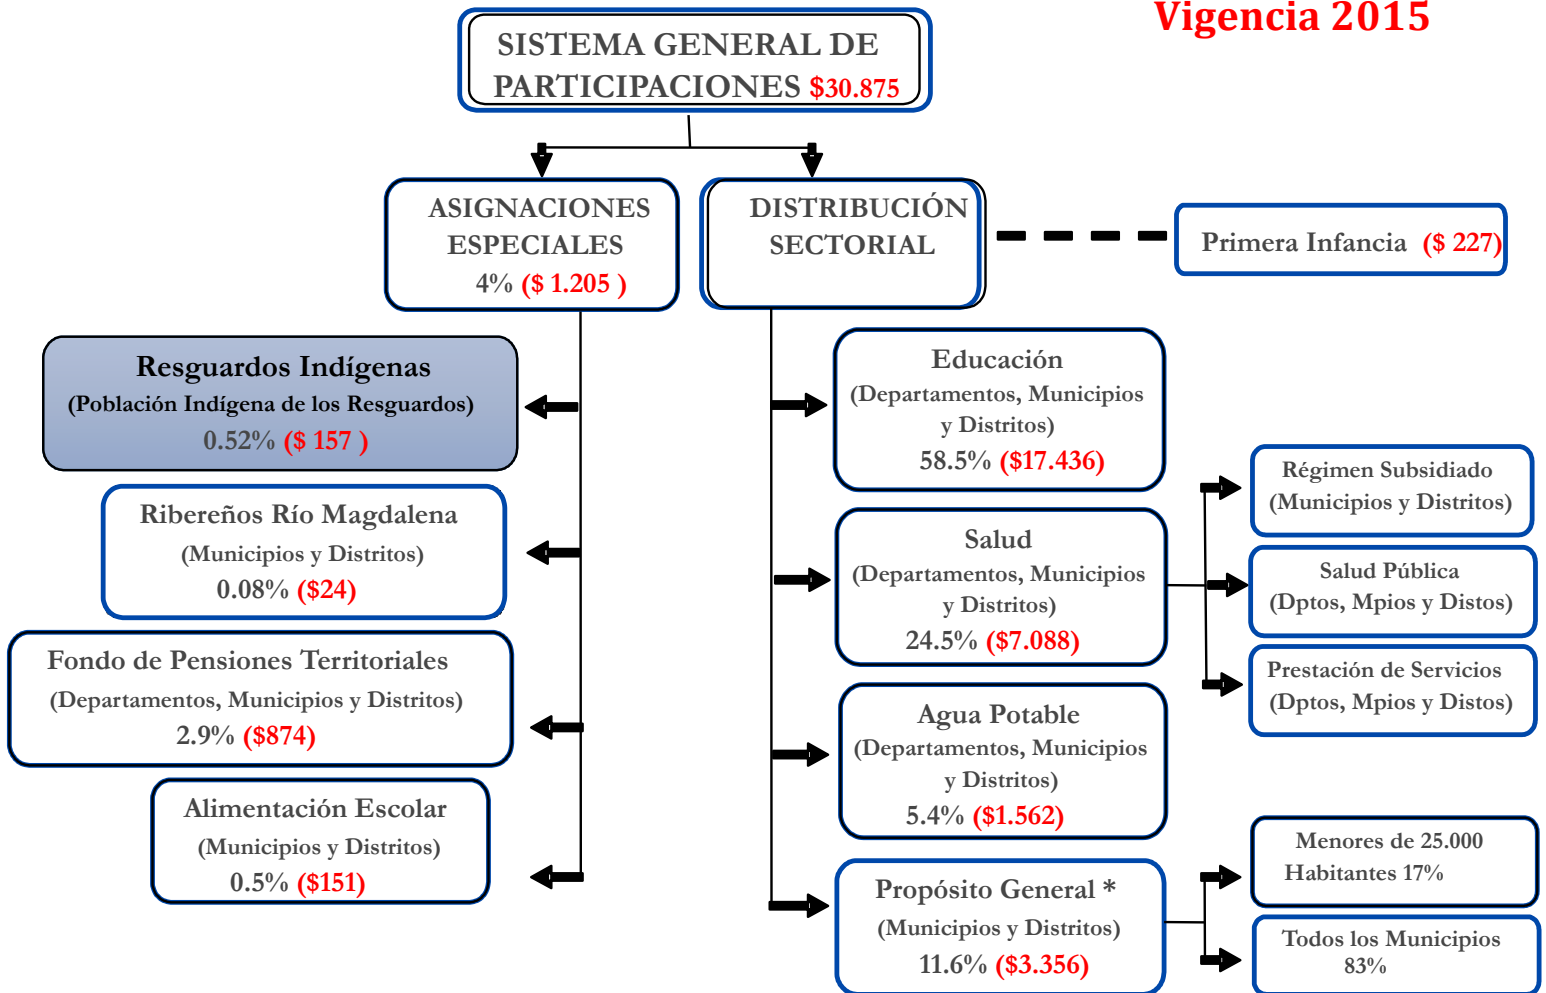 Vigencia 2015
SISTEMA GENERAL DE
PARTICIPACIONES $30.875
ASIGNACIONES
ESPECIALES
4% ($ 1.205 )
DISTRIBUCIÓN
SECTORIAL
Primera Infancia ($ 227)
Resguardos Indígenas
(Población Indígena de los Resguardos)
0.52% ($ 157 )
Ribereños Río Magdalena
(Municipios y Distritos)
0.08% ($24)
Fondo de Pensiones Territoriales
(Departamentos, Municipios y Distritos)
2.9% ($874)
Alimentación Escolar
(Municipios y Distritos)
0.5% ($151)
Educación
(Departamentos, Municipios
y Distritos)
58.5% ($17.436)
Salud
(Departamentos, Municipios
y Distritos)
24.5% ($7.088)
Agua Potable
(Departamentos, Municipios
y Distritos)
5.4% ($1.562)
Propósito General *
(Municipios y Distritos)
11.6% ($3.356)
Régimen Subsidiado
(Municipios y Distritos)
Salud Pública
(Dptos, Mpios y Distos)
Prestación de Servicios
(Dptos, Mpios y Distos)
Menores de 25.000
Habitantes 17%
Todos los Municipios
83%